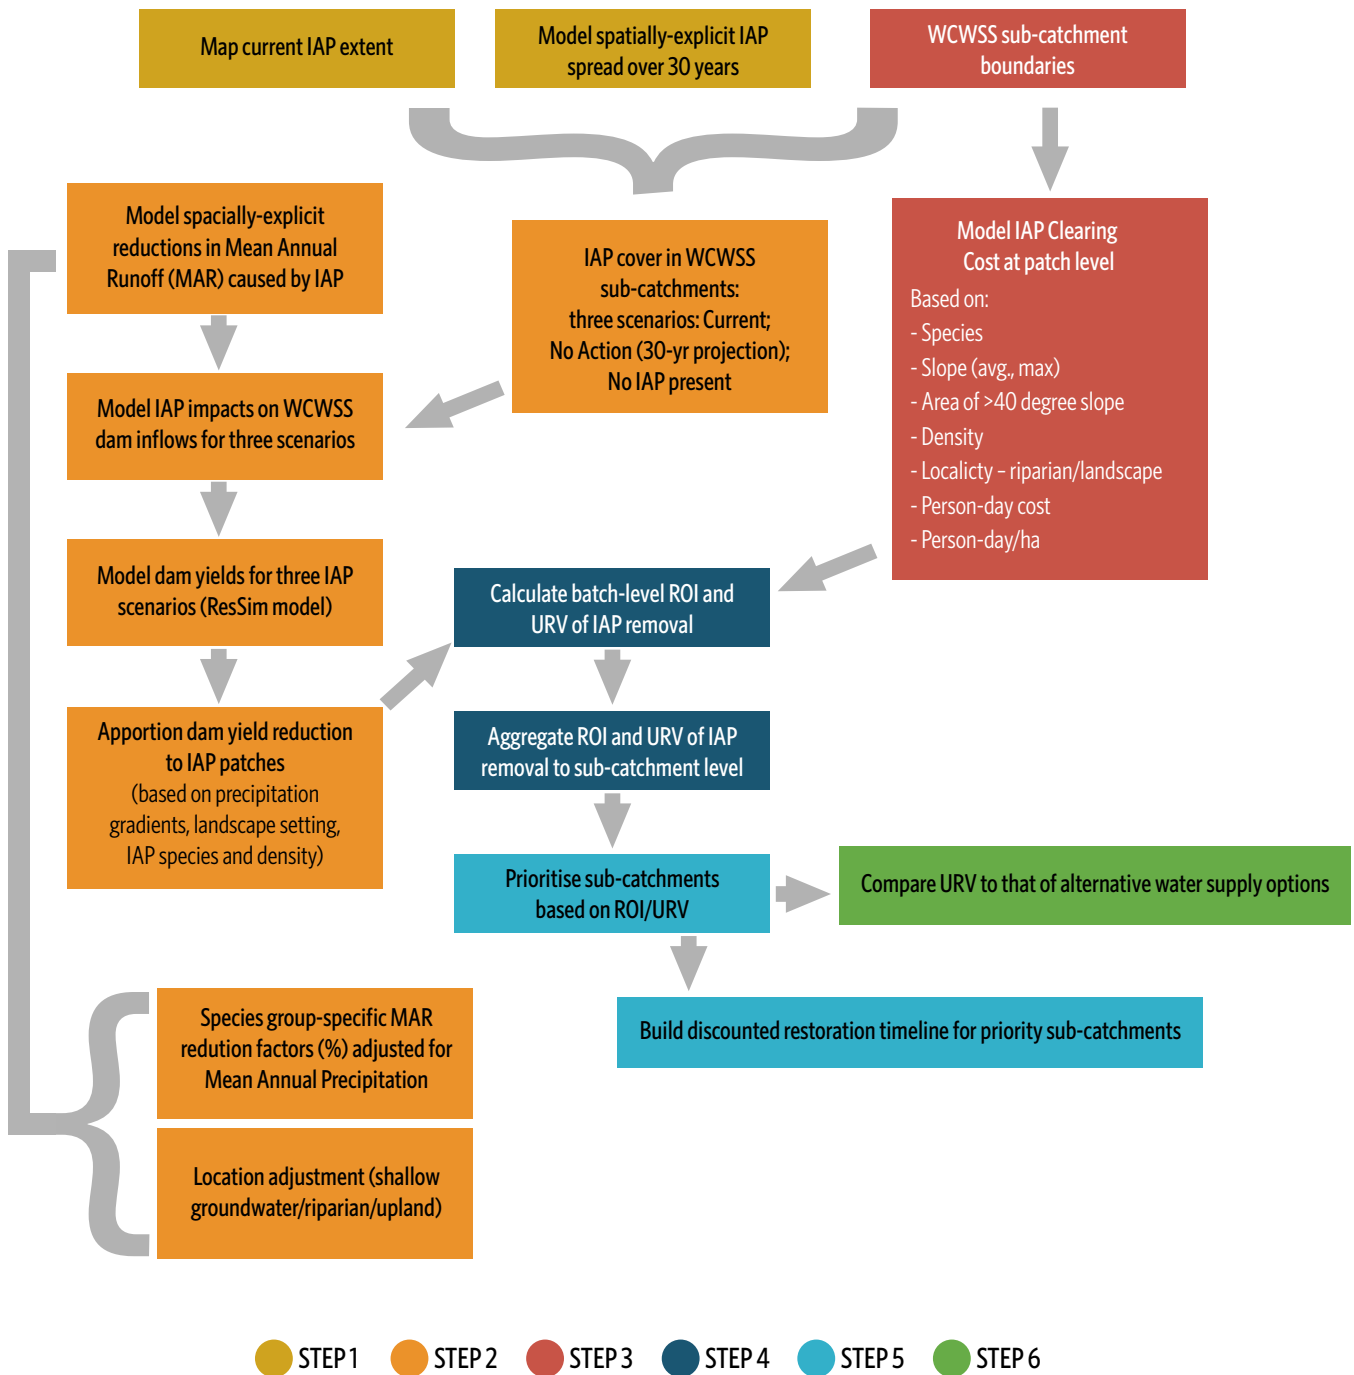 Map current IAP extent
Model spatially-explicit IAP
spread over 30 years
WCWSS sub-catchment
boundaries
Model spacially-explicit
reductions in Mean Annual
Runoff (MAR) caused by IAP
IAP cover in WCWSS
sub-catchments:
three scenarios: Current;
No Action (30-yr projection);
No IAP present
Model IAP Clearing
Cost at patch level
Based on:
- Species
- Slope (avg., max)
- Area of >40 degree slope
- Density
- Localicty – riparian/landscape
- Person-day cost
- Person-day/ha
Model IAP impacts on WCWSS
dam inflows for three scenarios
Model dam yields for three IAP
scenarios (ResSim model)
Calculate batch-level ROI and
URV of IAP removal
Apportion dam yield reduction
to IAP patches
(based on precipitation
gradients, landscape setting,
IAP species and density)
Aggregate ROI and URV of IAP
removal to sub-catchment level
Prioritise sub-catchments
based on ROI/URV
Compare URV to that of alternative water supply options
Build discounted restoration timeline for priority sub-catchments
Species group-specific MAR
redution factors (%) adjusted for
Mean Annual Precipitation
Location adjustment (shallow
groundwater/riparian/upland)
STEP 1
STEP 2
STEP 3
STEP 4
STEP 5
STEP 6